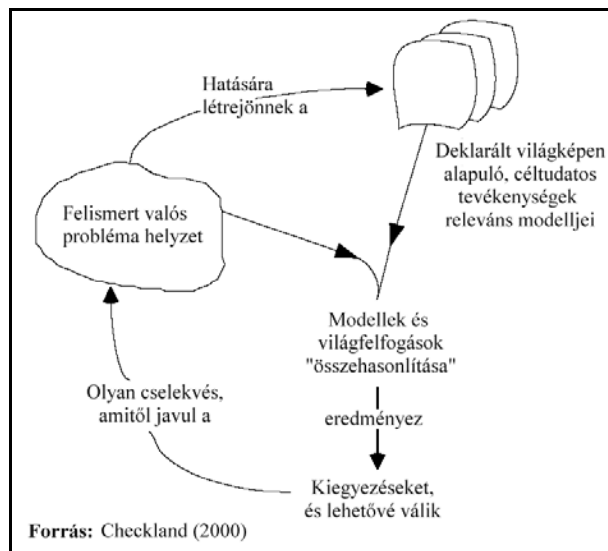 Hatására
létrejönnek a
Deklarált világképen
alapuló, céltudatos
tevékenységek
releváns modelljei
Felismert valós
probléma helyzet
Modellek és
világfelfogások
"összehasonlítása"
eredményez
Kiegyezéseket,
és lehetővé válik
Olyan cselekvés,
amitől javul a
Forrás: Checkland (2000)